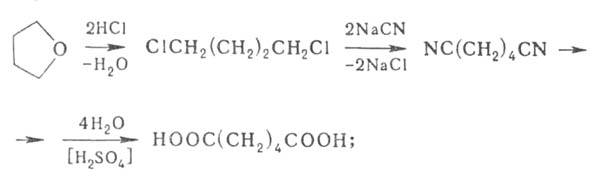 O 2HCl –H₂O ClCH₂(CH₂)₂CH₂Cl 2NaCN –2NaCl NC(CH₂)₄CN →
→ 4H₂O [H₂SO₄] HOOC(CH₂)₄COOH;